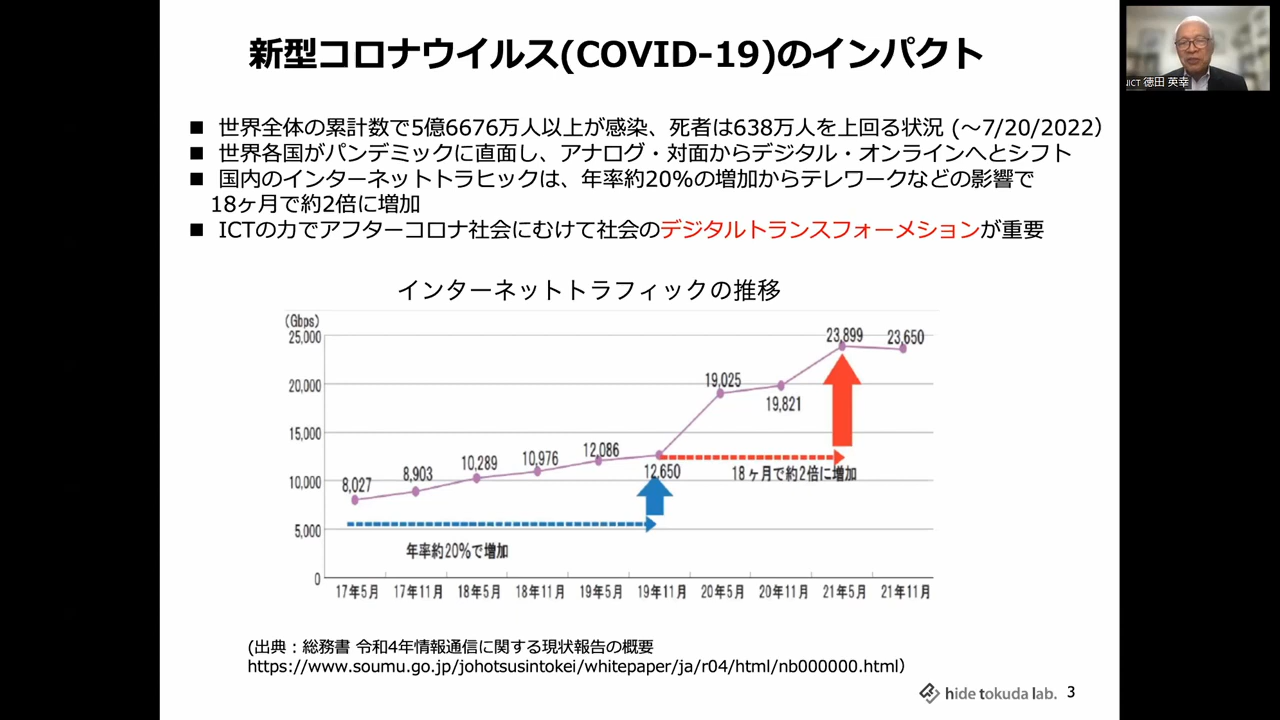 新型コロナウイルス(COVID-19)のインパクト
NICT 徳田 英幸
■ 世界全体の累計数で5億6676万人以上が感染、死者は638万人を上回る状況 (～7/20/2022)
■ 世界各国がパンデミックに直面し、アナログ・対面からデジタル・オンラインへとシフト
■ 国内のインターネットトラヒックは、年率約20%の増加からテレワークなどの影響で
18ヶ月で約2倍に増加
■ ICTの力でアフターコロナ社会にむけて社会のデジタルトランスフォーメションが重要
インターネットトラフィックの推移
(Gbps)
25,000
20,000
15,000
10,000
5,000
0
8,027
8,903
10,289
10,976
12,086
12,650
19,025
19,821
23,899
23,650
18ヶ月で約2倍に増加
年率約20%で増加
17年5月 17年11月 18年5月 18年11月 19年5月 19年11月 20年5月 20年11月 21年5月 21年11月
(出典：総務書 令和4年情報通信に関する現状報告の概要
https://www.soumu.go.jp/johotsusintokei/whitepaper/ja/r04/html/nb000000.html)
hide tokuda lab. 3